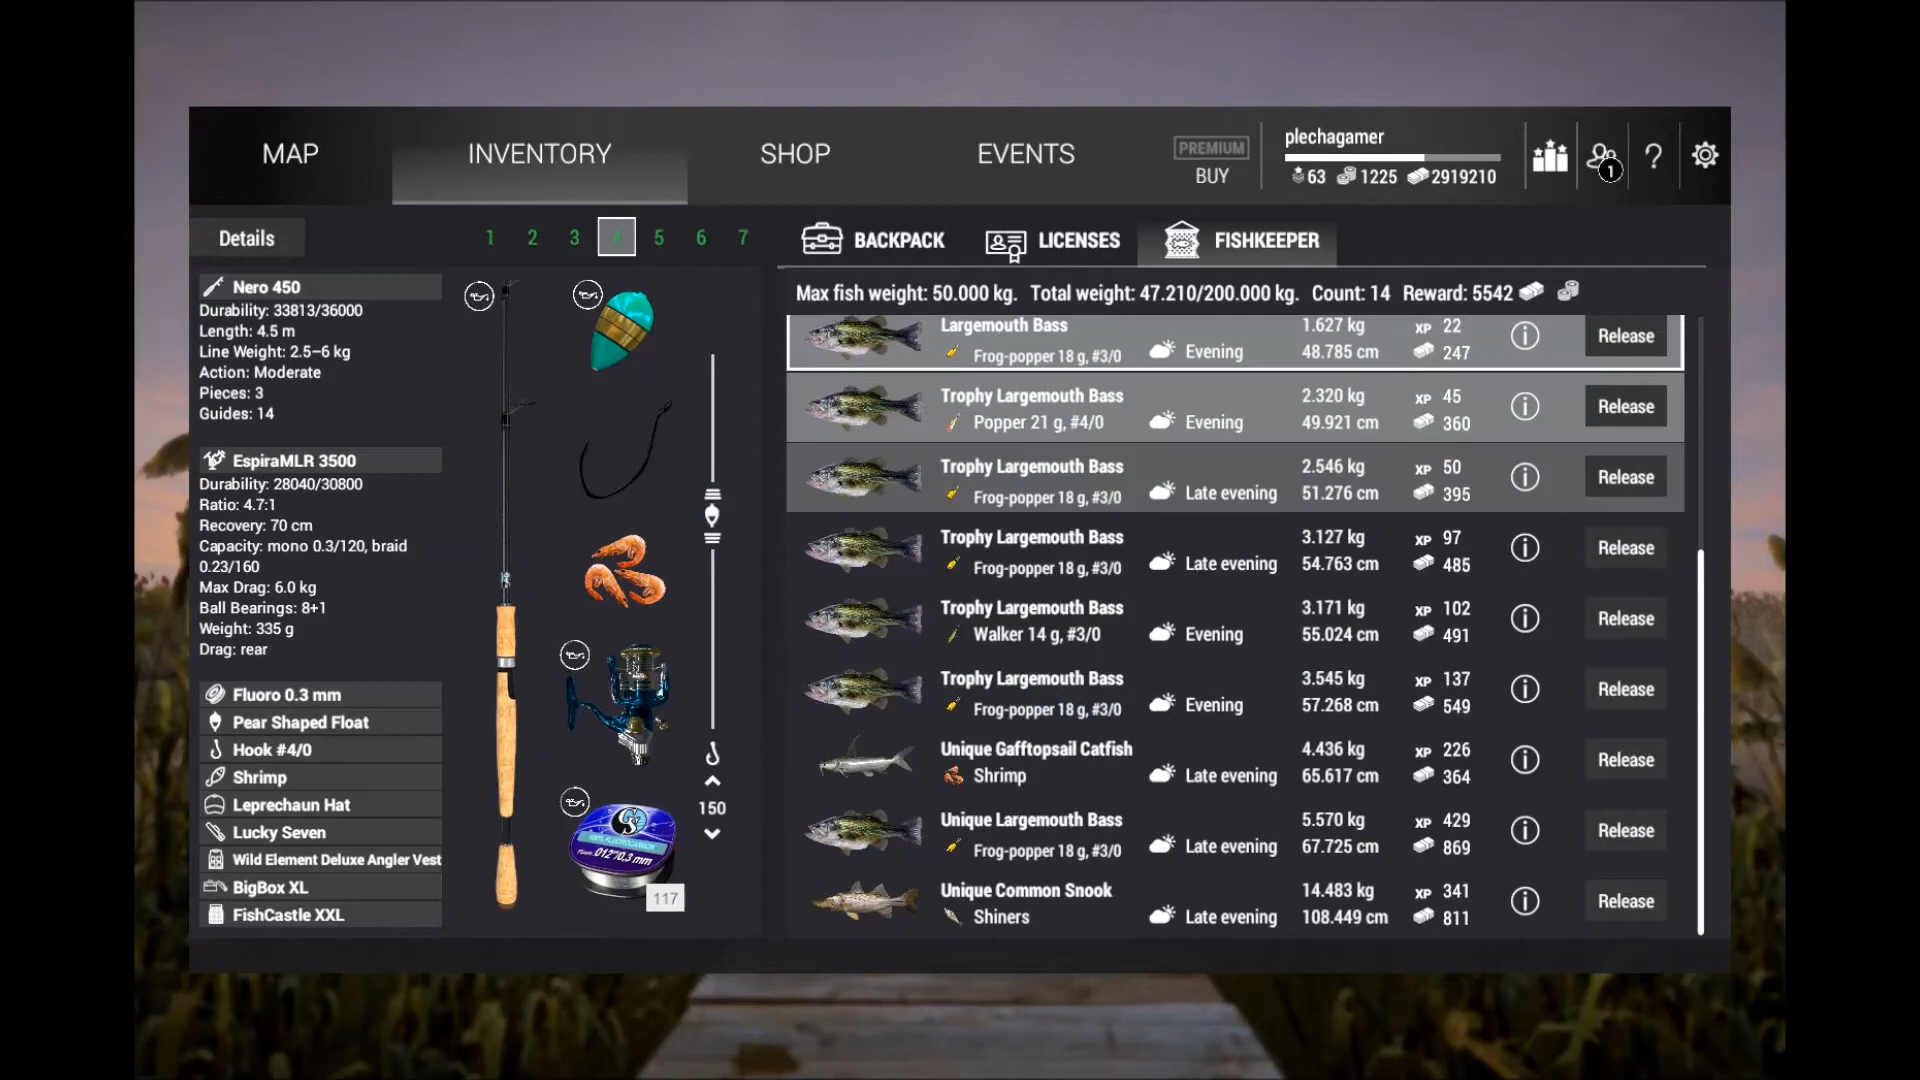 MAP
INVENTORY
SHOP
EVENTS
PREMIUM
BUY
plechagamer
63 1225 2919210
1
?
Details
1 2 3 4 5 6 7
BACKPACK
LICENSES
FISHKEEPER
Nero 450
Durability: 33813/36000
Length: 4.5 m
Line Weight: 2.5–6 kg
Action: Moderate
Pieces: 3
Guides: 14
EspiraMLR 3500
Durability: 28040/30800
Ratio: 4.7:1
Recovery: 70 cm
Capacity: mono 0.3/120, braid
0.23/160
Max Drag: 6.0 kg
Ball Bearings: 8+1
Weight: 335 g
Drag: rear
Fluoro 0.3 mm
Pear Shaped Float
Hook #4/0
Shrimp
Leprechaun Hat
Lucky Seven
Wild Element Deluxe Angler Vest
BigBox XL
FishCastle XXL
150
100% FLUOROCARBON
117
Max fish weight: 50.000 kg. Total weight: 47.210/200.000 kg. Count: 14 Reward: 5542
Largemouth Bass 1.627 kg XP 22
Frog-popper 18 g, #3/0 Evening 48.785 cm 247
Release
Trophy Largemouth Bass 2.320 kg XP 45
Popper 21 g, #4/0 Evening 49.921 cm 360
Release
Trophy Largemouth Bass 2.546 kg XP 50
Frog-popper 18 g, #3/0 Late evening 51.276 cm 395
Release
Trophy Largemouth Bass 3.127 kg XP 97
Frog-popper 18 g, #3/0 Late evening 54.763 cm 485
Release
Trophy Largemouth Bass 3.171 kg XP 102
Walker 14 g, #3/0 Evening 55.024 cm 491
Release
Trophy Largemouth Bass 3.545 kg XP 137
Frog-popper 18 g, #3/0 Evening 57.268 cm 549
Release
Unique Gafftopsail Catfish 4.436 kg XP 226
Shrimp Late evening 65.617 cm 364
Release
Unique Largemouth Bass 5.570 kg XP 429
Frog-popper 18 g, #3/0 Late evening 67.725 cm 869
Release
Unique Common Snook 14.483 kg XP 341
Shiners Late evening 108.449 cm 811
Release